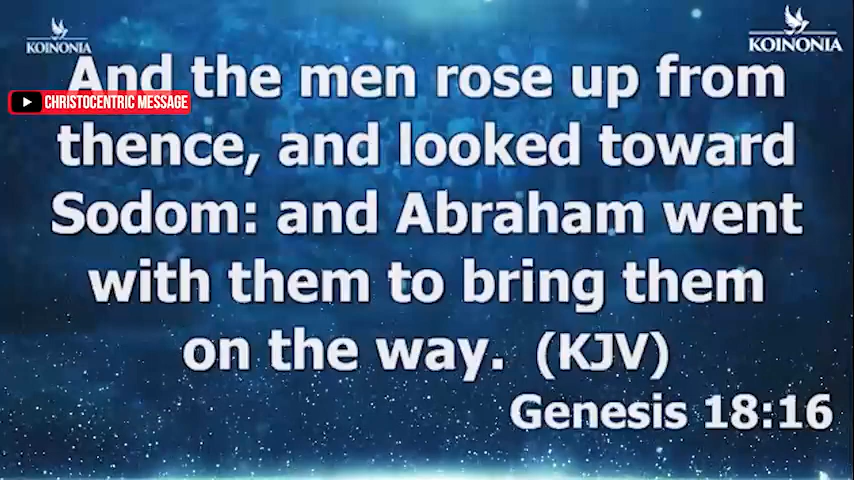 KOINONIA
KOINONIA
And the men rose up from
CHRISTOCENTRIC MESSAGE
thence, and looked toward
Sodom: and Abraham went
with them to bring them
on the way. (KJV)
Genesis 18:16